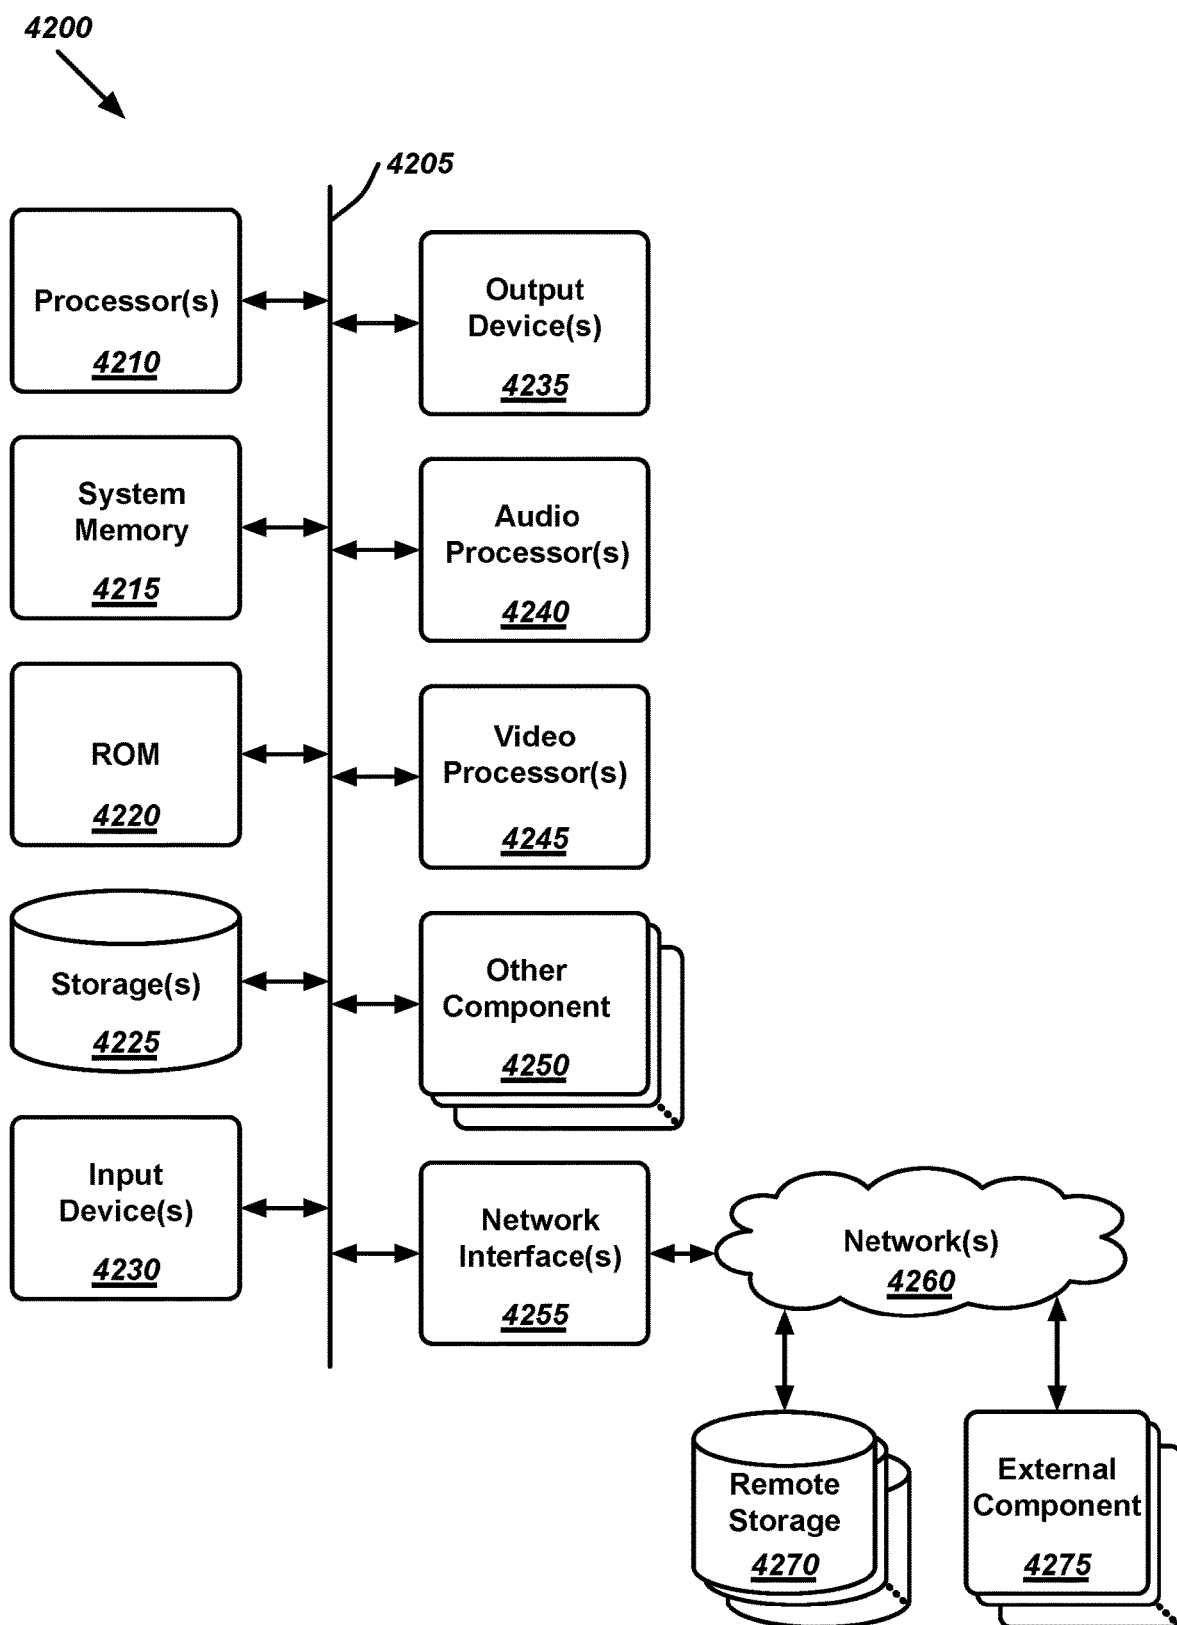 4200
4205
Processor(s)
4210
Output
Device(s)
4235
System
Memory
4215
Audio
Processor(s)
4240
ROM
4220
Video
Processor(s)
4245
Storage(s)
4225
Other
Component
4250
Input
Device(s)
4230
Network
Interface(s)
4255
Network(s)
4260
Remote
Storage
4270
External
Component
4275